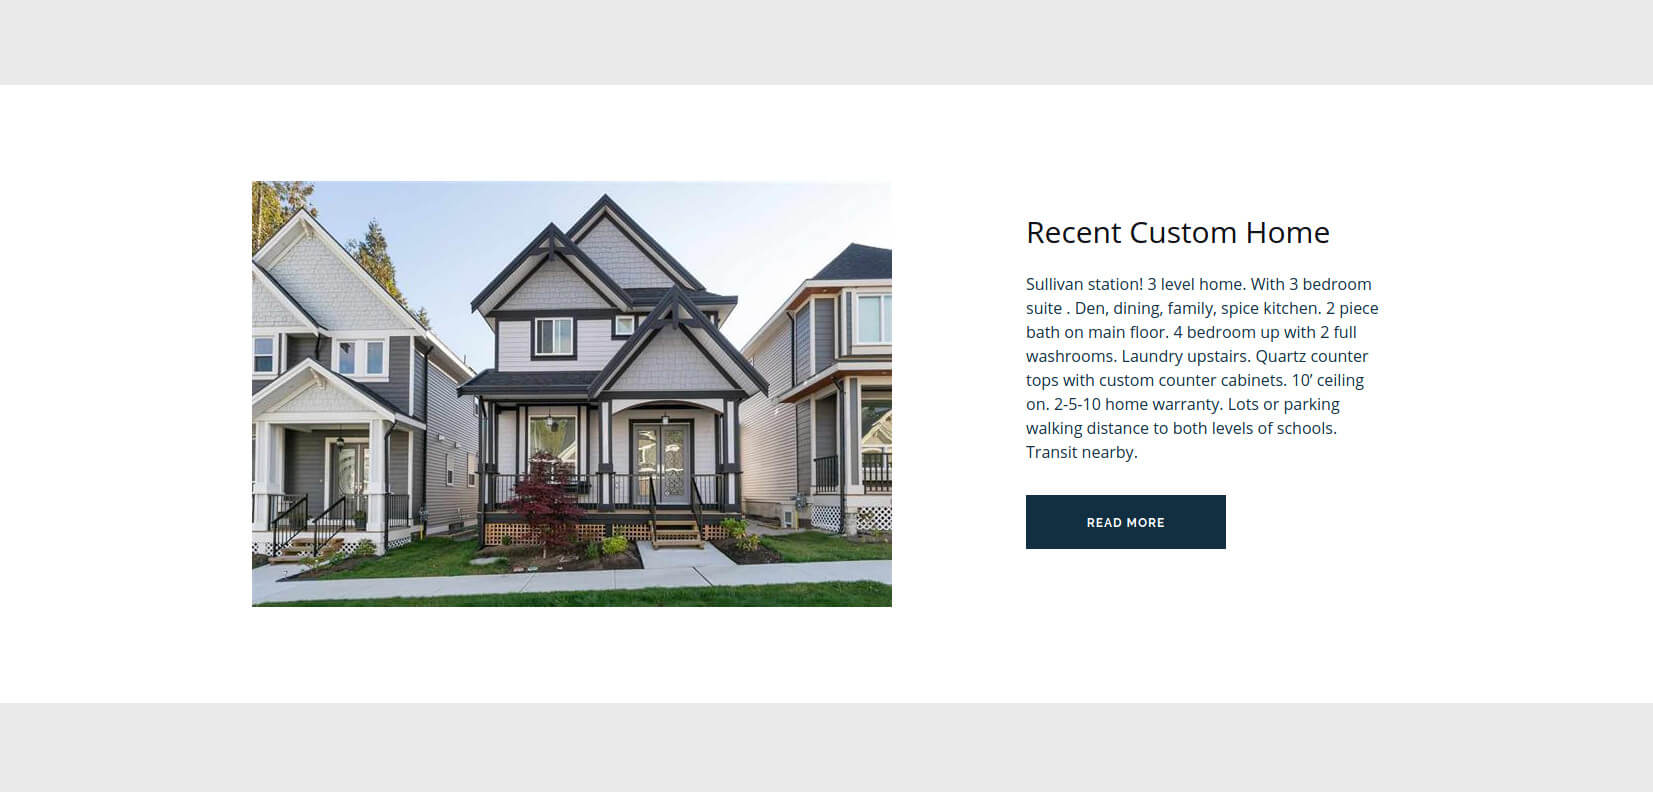 Recent Custom Home
Sullivan station! 3 level home. With 3 bedroom
suite . Den, dining, family, spice kitchen. 2 piece
bath on main floor. 4 bedroom up with 2 full
washrooms. Laundry upstairs. Quartz counter
tops with custom counter cabinets. 10’ ceiling
on. 2-5-10 home warranty. Lots or parking
walking distance to both levels of schools.
Transit nearby.
READ MORE